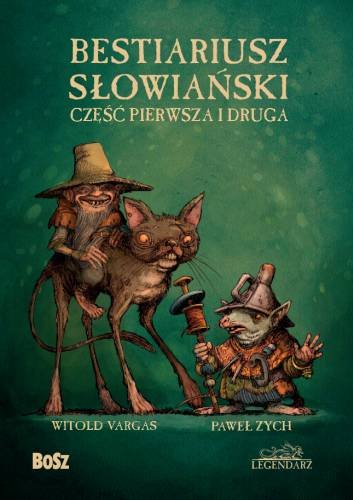 BESTIARIUSZ
SŁOWIAŃSKI
CZĘŚĆ PIERWSZA I DRUGA
WITOLD VARGAS
PAWEŁ ZYCH
BOSZ
LEGENDARZ